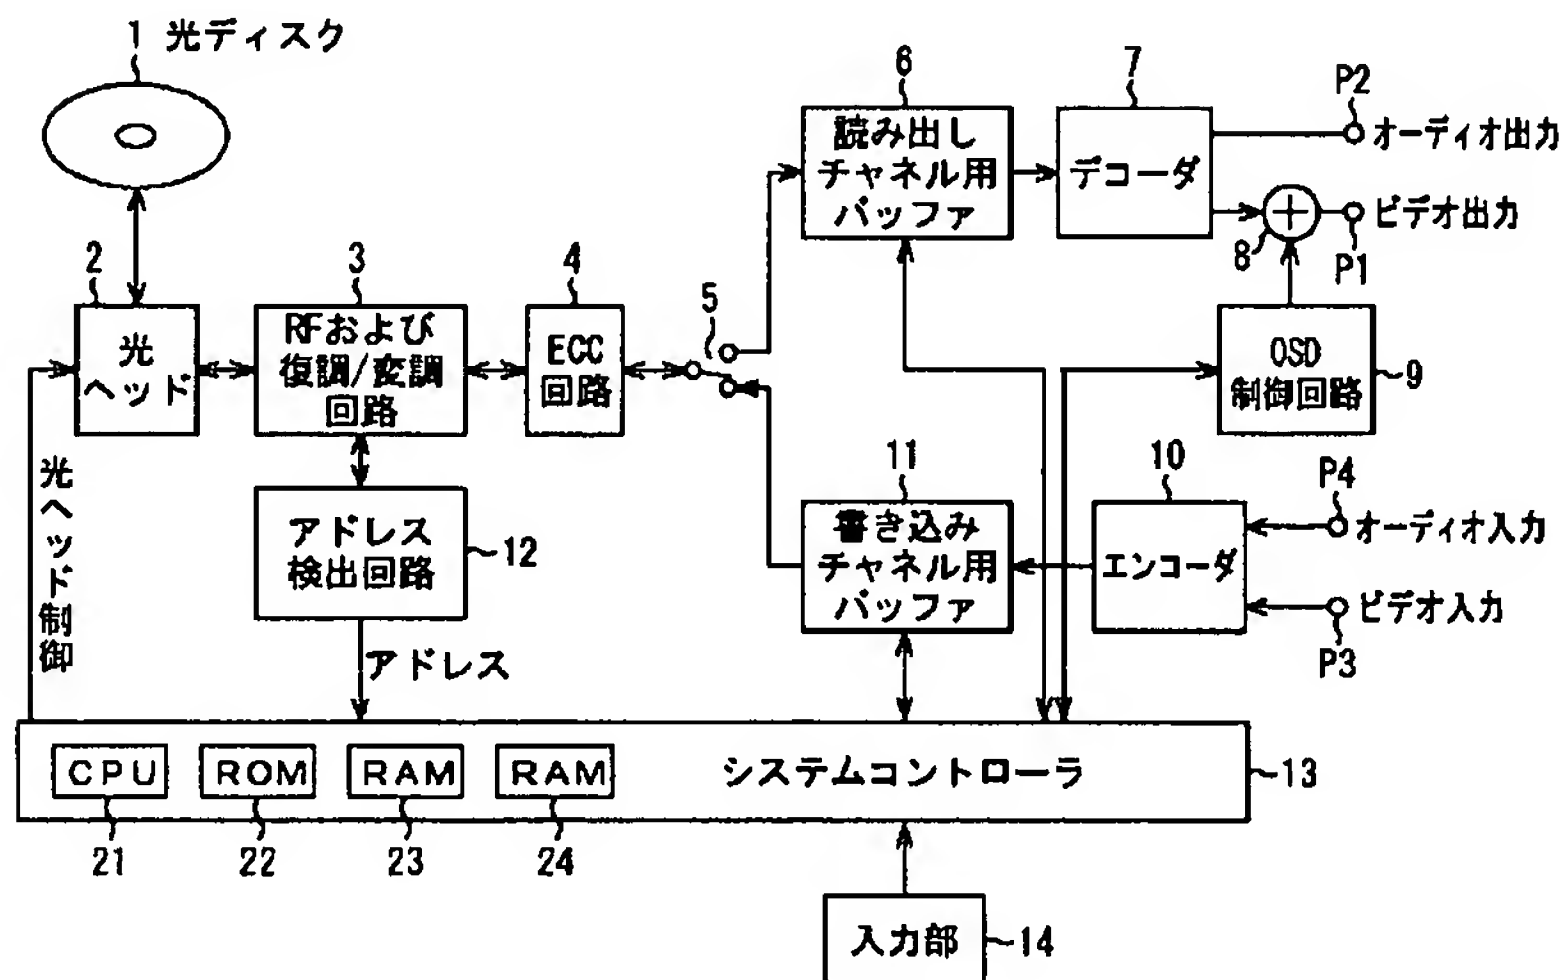 1 光ディスク
2
光
ヘッド
3
RFおよび
復調/変調
回路
4
ECC
回路
5
6
読み出し
チャネル用
バッファ
7
デコーダ
P2
オーディオ出力
8
ビデオ出力
P1
OSD
制御回路
9
10
エンコーダ
P4
オーディオ入力
ビデオ入力
P3
11
書き込み
チャネル用
バッファ
アドレス
検出回路
12
アドレス
光ヘッド制御
CPU
ROM
RAM
RAM
システムコントローラ
13
21
22
23
24
入力部
14